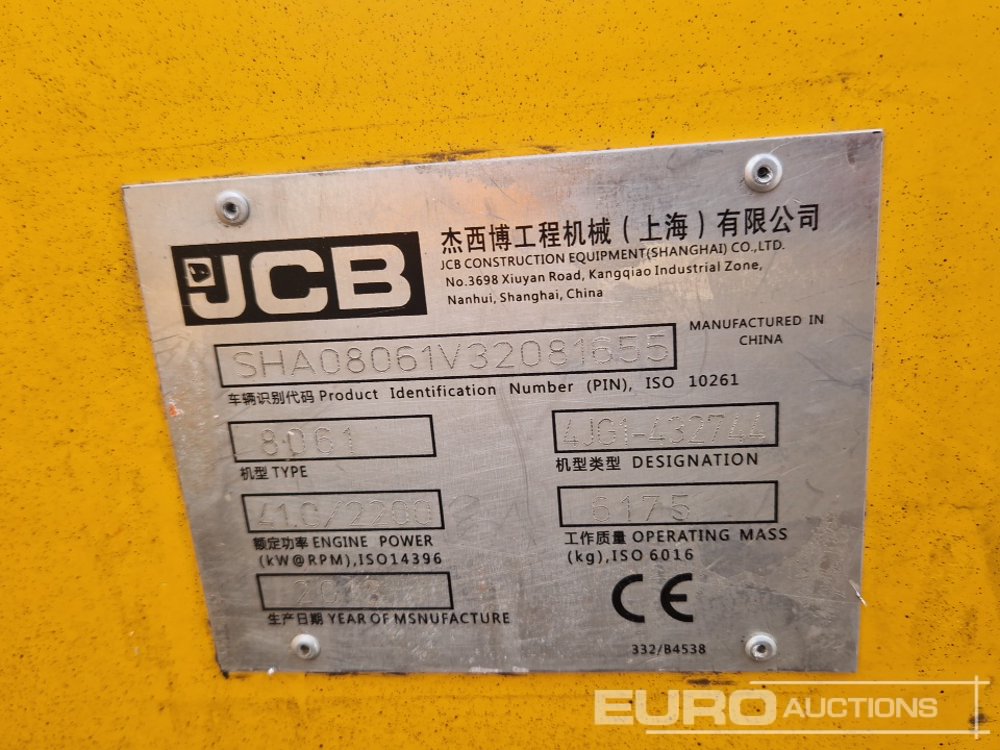 JCB
杰西博工程机械（上海）有限公司
JCB CONSTRUCTION EQUIPMENT(SHANGHAI) CO.,LTD.
No.3698 Xiuyan Road, Kangqiao Industrial Zone,
Nanhui, Shanghai, China
MANUFACTURED IN
CHINA
SHA08061V32081655
车辆识别代码 Product Identification Number (PIN), ISO 10261
8061
机型 TYPE
4JG1-432744
机型类型 DESIGNATION
41.0/2200
额定功率 ENGINE POWER
(kW@RPM),ISO14396
6175
工作质量 OPERATING MASS
(kg),ISO 6016
生产日期 YEAR OF MSNUFACTURE
CE
332/B4538
EURO AUCTIONS